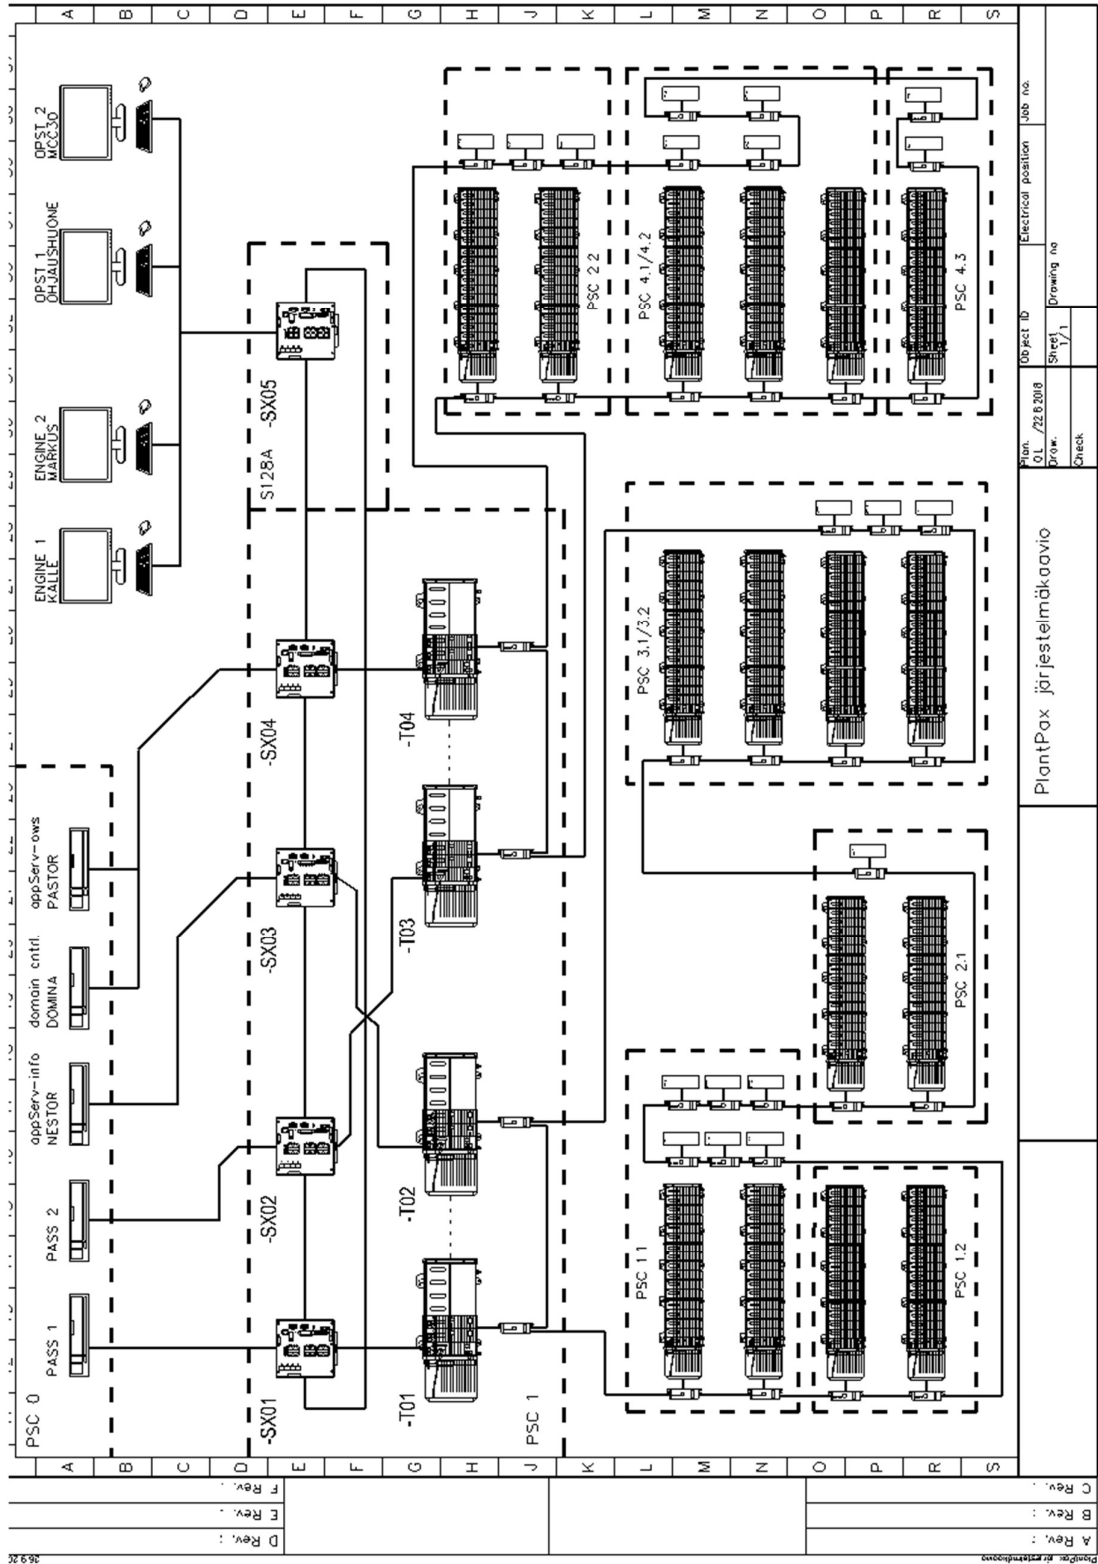 PSC 0
PASS 1
PASS 2
appServ-info
NESTOR
domain cntrl.
DOMINA
appServ-ows
PASTOR
ENGINE 1
KALLE
ENGINE 2
MARKUS
OPST 1
OHJAUSHUONE
OPST 2
MCC30
-SX01
-SX02
-SX03
-SX04
-SX05
S128A
-T01
-T02
-T03
-T04
PSC 1
PSC 1.1
PSC 1.2
PSC 2.1
PSC 3.1/3.2
PSC 2.2
PSC 4.1/4.2
PSC 4.3
A
B
C
D
E
F
G
H
J
K
L
M
N
O
P
R
S
A
B
C
D
E
F
G
H
J
K
L
M
N
O
P
R
S
PlantPax järjestelmäkaavio
Plan.
OL /22.8.2018
Draw.
Check
Object ID
Sheet
1/1
Electrical position
Drawing no
Job no.
A Rev. :
B Rev. :
C Rev. :
D Rev. :
E Rev. :
F Rev. :